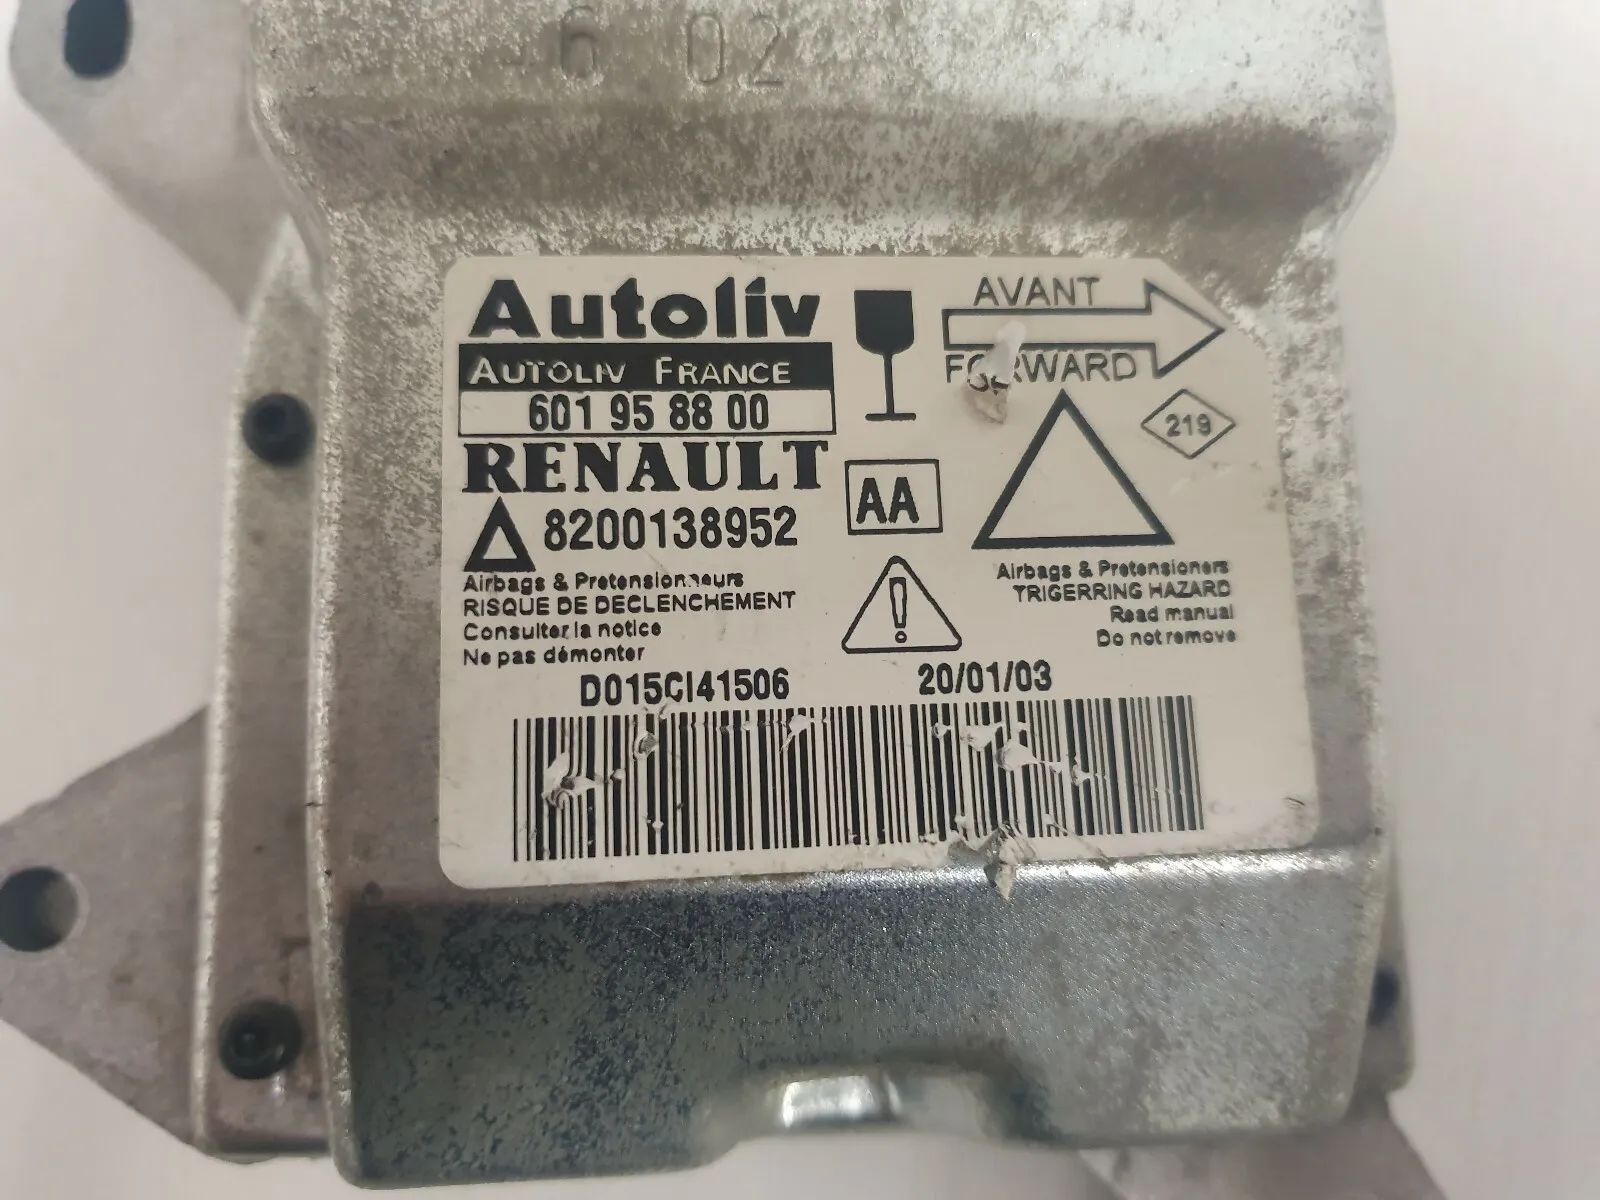 6 02
Autoliv
AUTOLIV FRANCE
601 95 88 00
RENAULT
8200138952
Airbags & Pretensionneurs
RISQUE DE DECLENCHEMENT
Consulter la notice
Ne pas démonter
AVANT
FORWARD
219
AA
Airbags & Pretensioners
TRIGERRING HAZARD
Read manual
Do not remove
D015CI41506 20/01/03